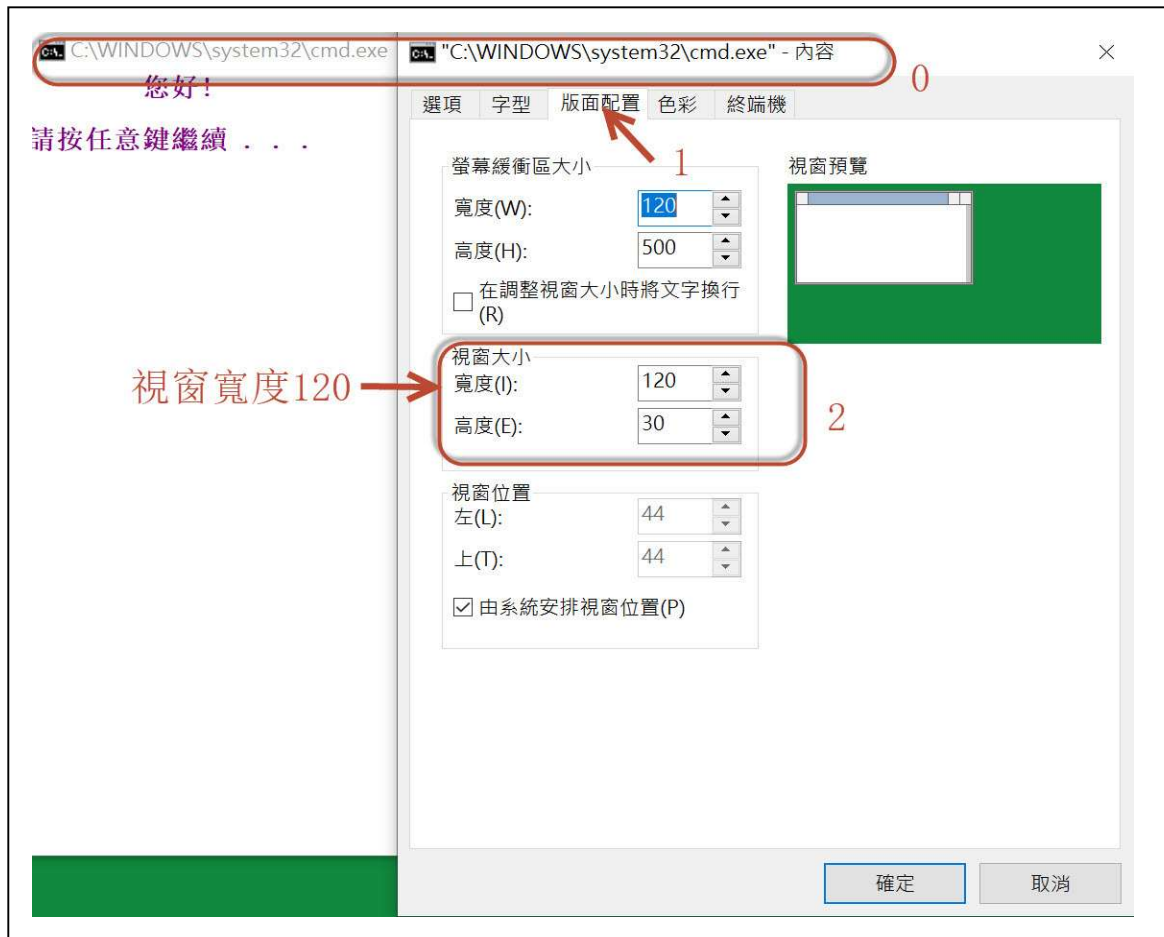 C:\WINDOWS\system32\cmd.exe
"C:\WINDOWS\system32\cmd.exe" - 內容
0
您好!
請按任意鍵繼續 . . .
選項
字型
版面配置
色彩
終端機
1
螢幕緩衝區大小
寬度(W):
120
高度(H):
500
在調整視窗大小時將文字換行
(R)
視窗預覽
視窗寬度120
視窗大小
寬度(I):
120
高度(E):
30
2
視窗位置
左(L):
44
上(T):
44
由系統安排視窗位置(P)
確定
取消